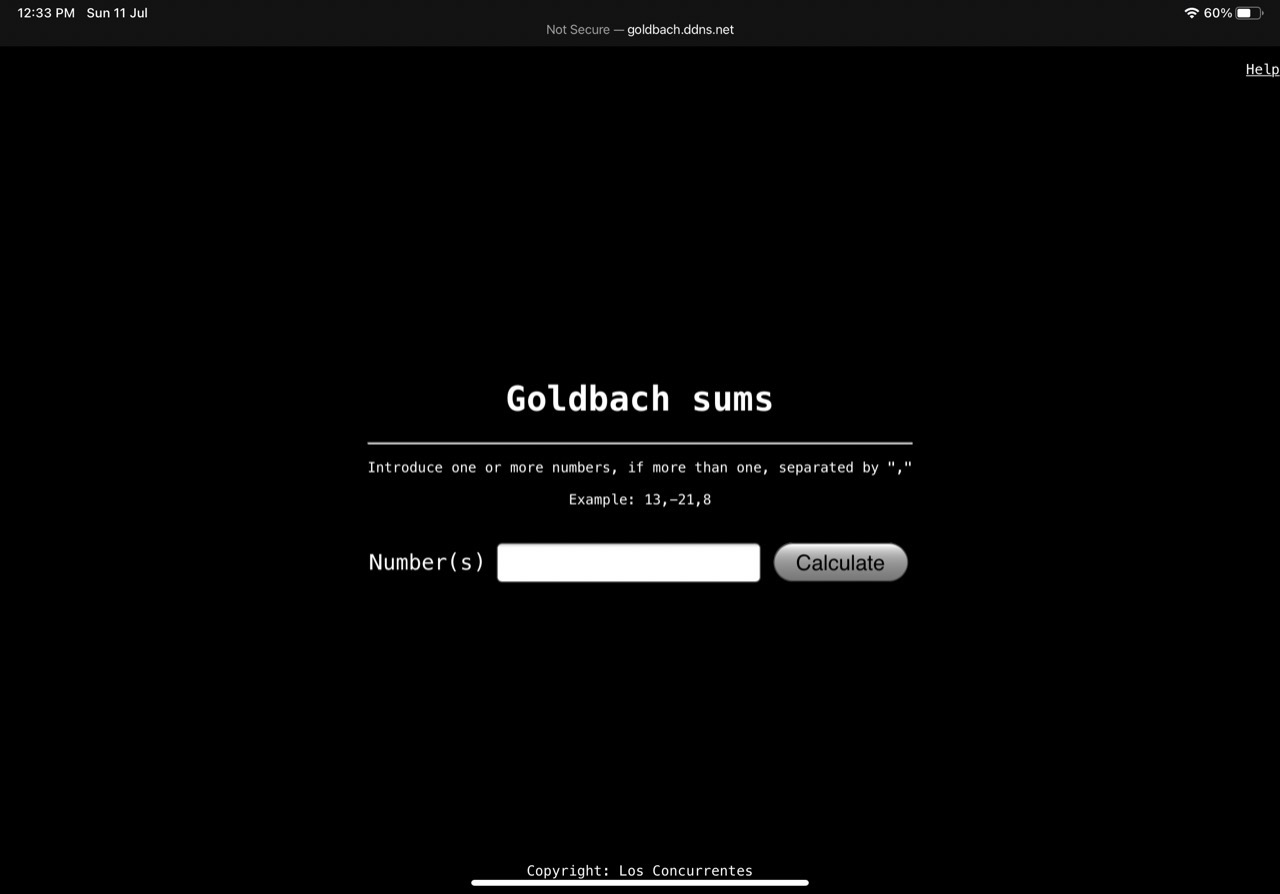 12:33 PM Sun 11 Jul 60%
Not Secure — goldbach.ddns.net
Help
Goldbach sums
Introduce one or more numbers, if more than one, separated by ","
Example: 13,-21,8
Number(s) Calculate
Copyright: Los Concurrentes